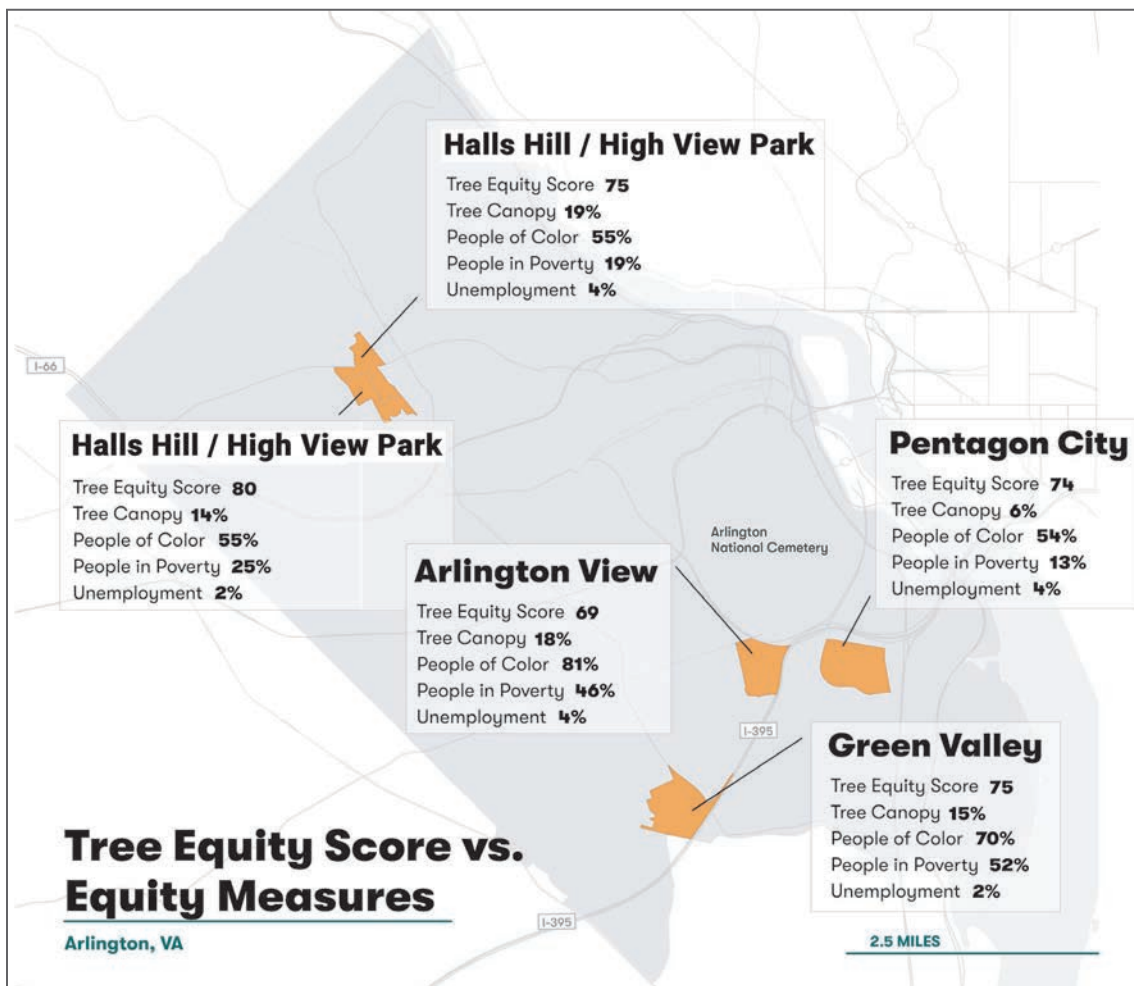 Halls Hill / High View Park
Tree Equity Score 75
Tree Canopy 19%
People of Color 55%
People in Poverty 19%
Unemployment 4%
I-66
Halls Hill / High View Park
Tree Equity Score 80
Tree Canopy 14%
People of Color 55%
People in Poverty 25%
Unemployment 2%
Pentagon City
Tree Equity Score 74
Tree Canopy 6%
People of Color 54%
People in Poverty 13%
Unemployment 4%
Arlington
National Cemetery
Arlington View
Tree Equity Score 69
Tree Canopy 18%
People of Color 81%
People in Poverty 46%
Unemployment 4%
I-395
Green Valley
Tree Equity Score 75
Tree Canopy 15%
People of Color 70%
People in Poverty 52%
Unemployment 2%
Tree Equity Score vs.
Equity Measures
Arlington, VA
I-395
2.5 MILES